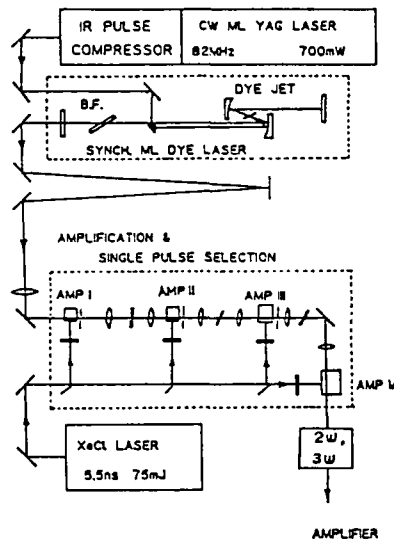 IR PULSE
COMPRESSOR
CW ML YAG LASER
82MHz 700mW
DYE JET
B.F.
SYNCH. ML DYE LASER
AMPLIFICATION &
SINGLE PULSE SELECTION
AMP I
AMP II
AMP III
AMP IV
XeCl LASER
5.5ns 75mJ
2ω,
3ω
AMPLIFIER